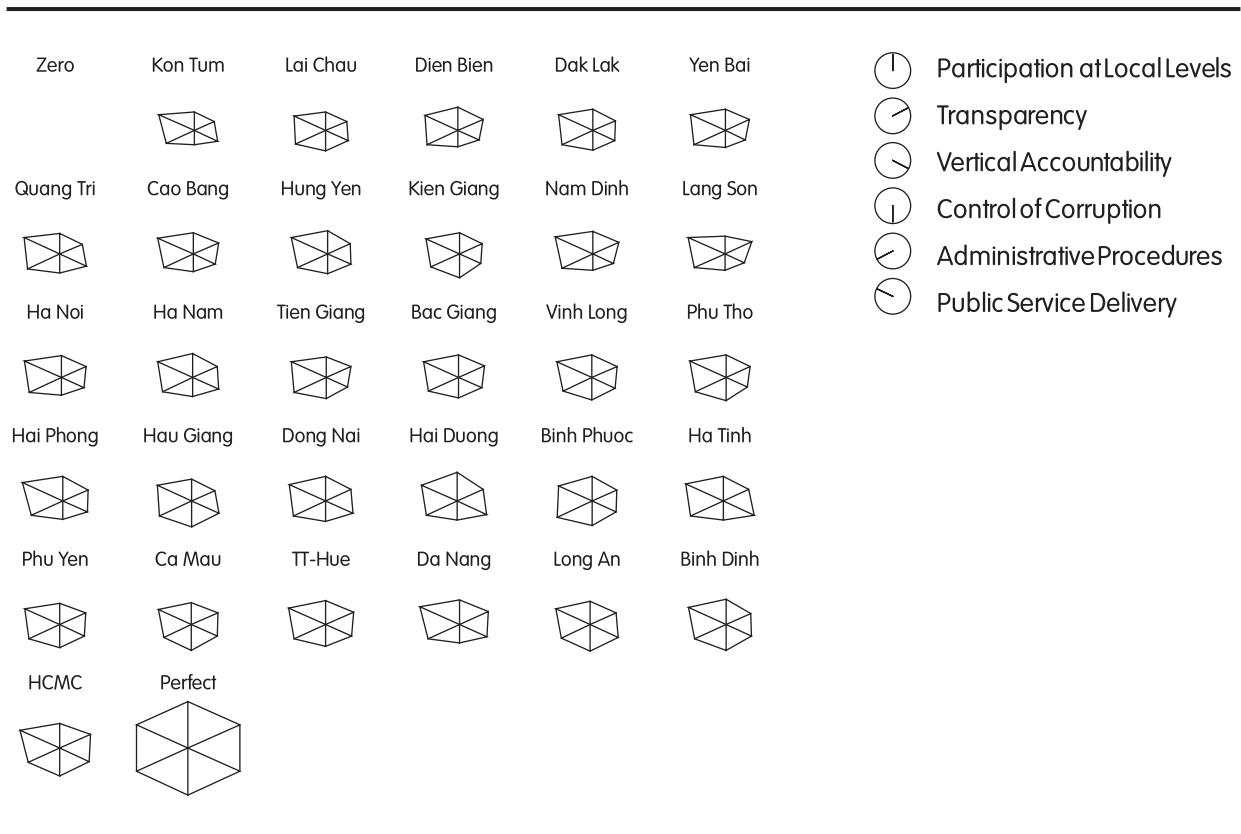 Zero Kon Tum Lai Chau Dien Bien Dak Lak Yen Bai
Quang Tri Cao Bang Hung Yen Kien Giang Nam Dinh Lang Son
Ha Noi Ha Nam Tien Giang Bac Giang Vinh Long Phu Tho
Hai Phong Hau Giang Dong Nai Hai Duong Binh Phuoc Ha Tinh
Phu Yen Ca Mau TT-Hue Da Nang Long An Binh Dinh
HCMC Perfect
Participation at Local Levels
Transparency
Vertical Accountability
Control of Corruption
Administrative Procedures
Public Service Delivery